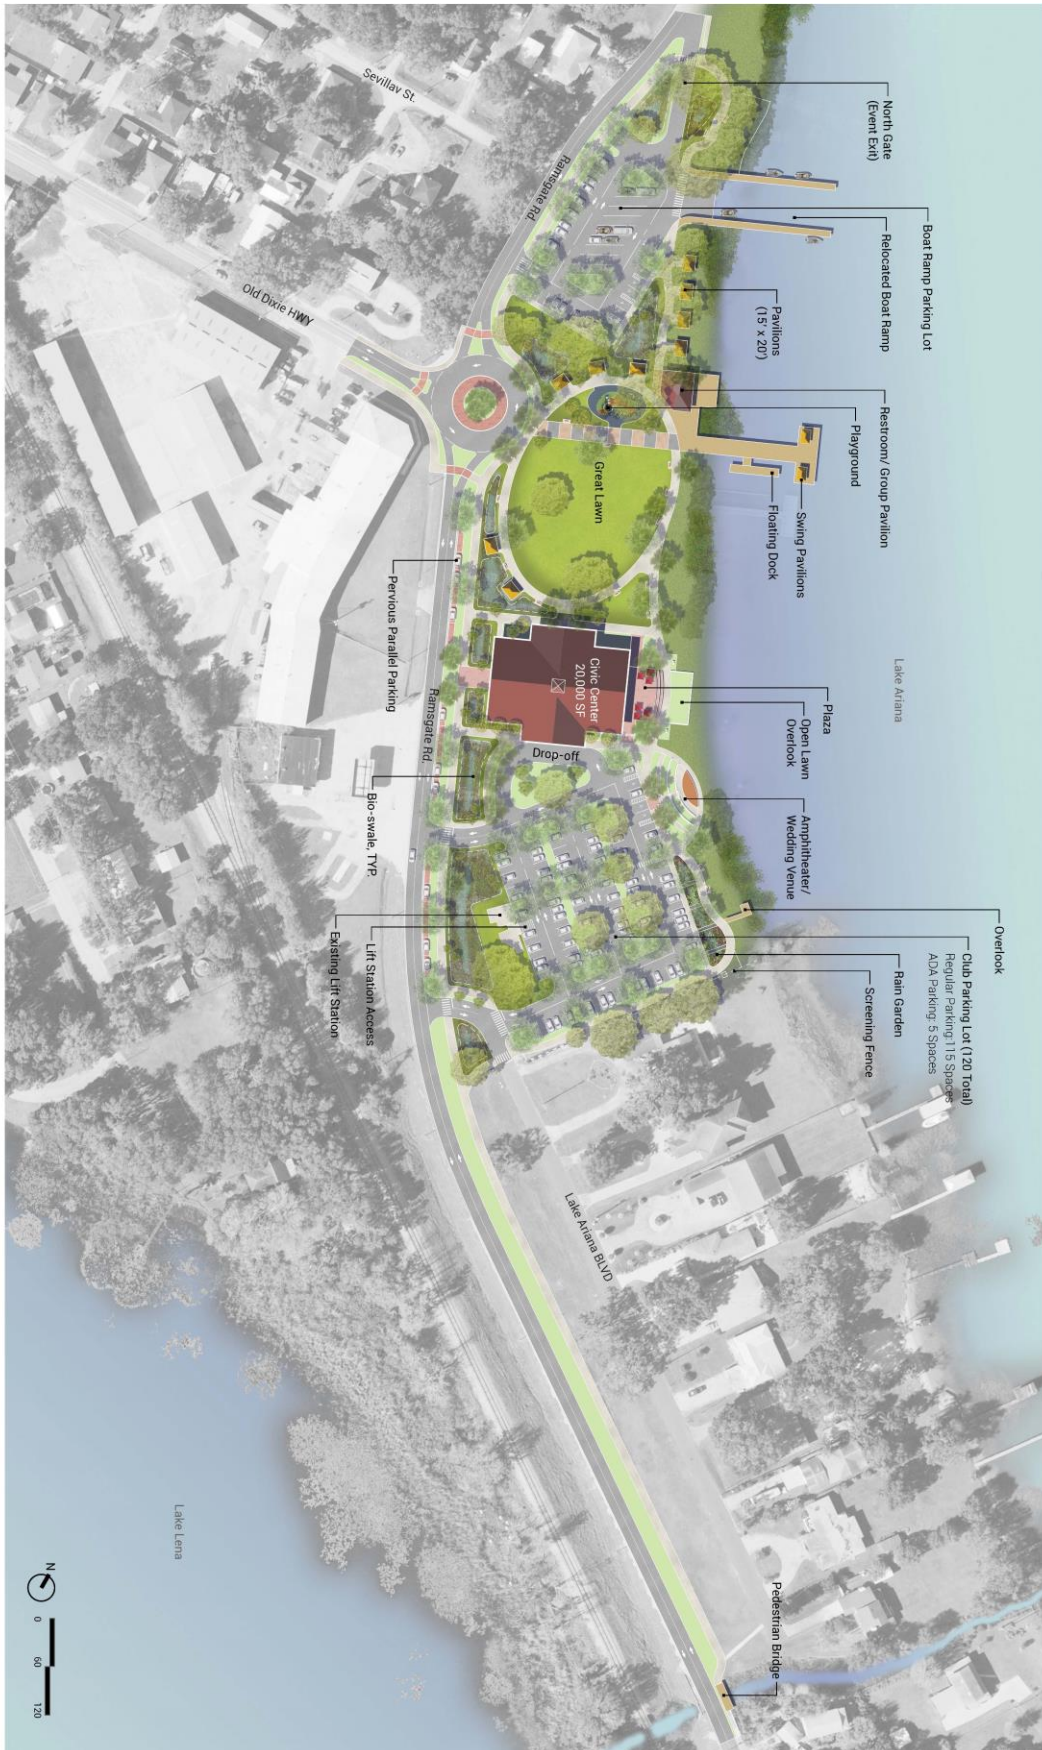 Sevillav St.
Ramsgate Rd.
Old Dixie HWY
North Gate
(Event Exit)
Boat Ramp Parking Lot
Relocated Boat Ramp
Pavilions
(15' x 20')
Restroom/ Group Pavilion
Playground
Swing Pavilions
Floating Dock
Great Lawn
Pervious Parallel Parking
Lake Ariana
Civic Center
20,000 SF
Plaza
Open Lawn
Overlook
Drop-off
Ramsgate Rd.
Amphitheater/
Wedding Venue
Bio-swale, TYP.
Overlook
Club Parking Lot (120 Total)
Regular Parking:115 Spaces
ADA Parking: 5 Spaces
Rain Garden
Screening Fence
Lift Station Access
Existing Lift Station
Lake Ariana BLVD
Lake Lena
Pedestrian Bridge
N
0
60
120